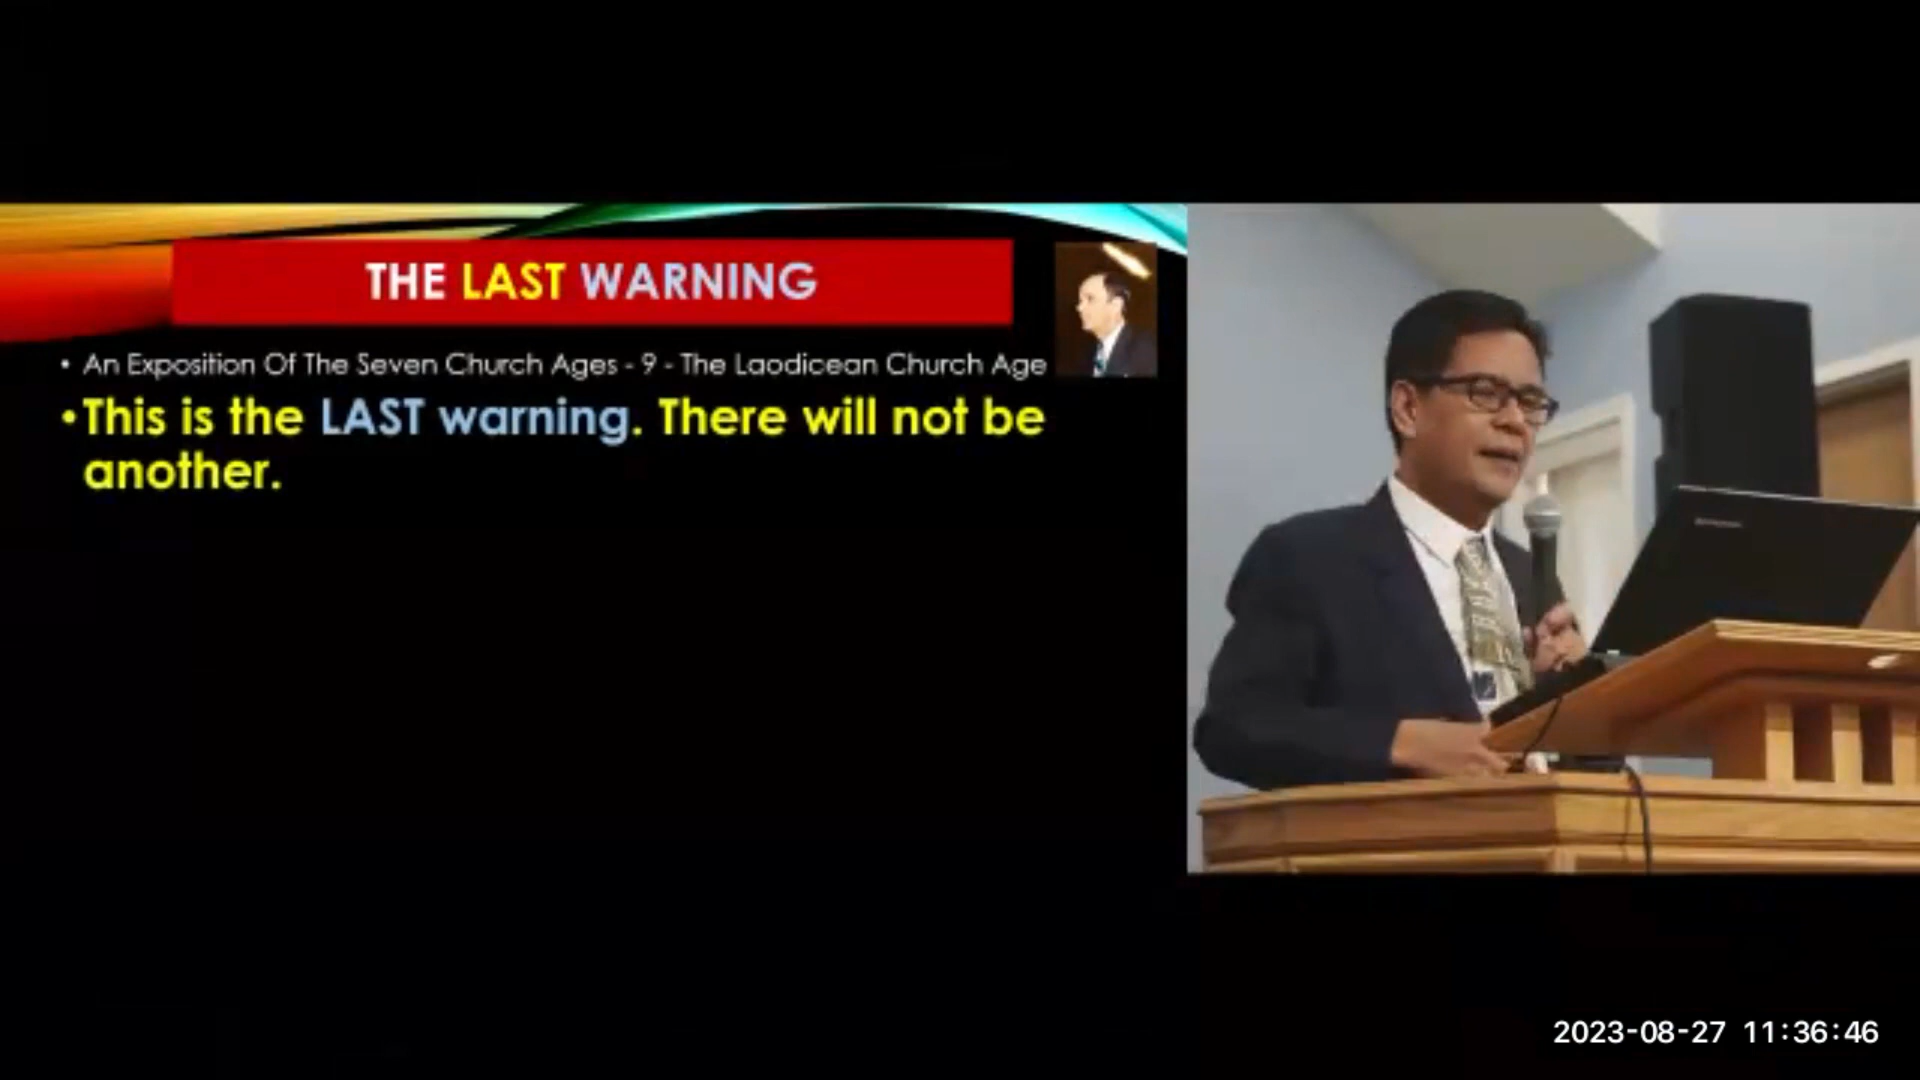 THE LAST WARNING
• An Exposition Of The Seven Church Ages - 9 - The Laodicean Church Age
• This is the LAST warning. There will not be
another.
2023-08-27 11:36:46